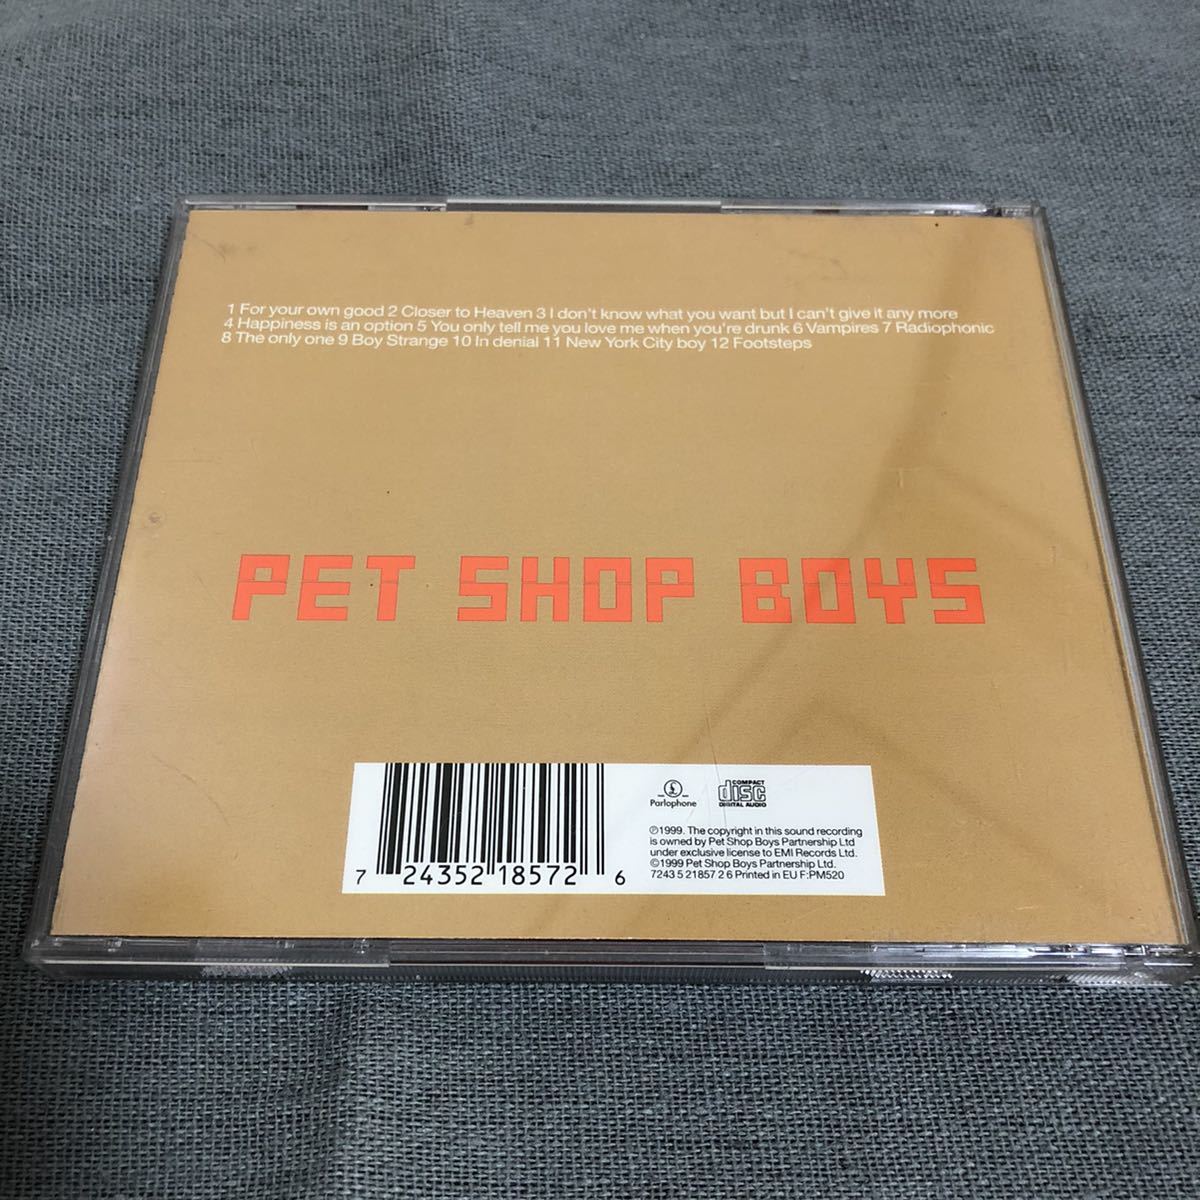 1 For your own good 2 Closer to Heaven 3 I don't know what you want but I can't give it any more
4 Happiness is an option 5 You only tell me you love me when you're drunk 6 Vampires 7 Radiophonic
8 The only one 9 Boy Strange 10 In denial 11 New York City boy 12 Footsteps
PET SHOP BOYS
7 24352 18572 6
Parlophone
COMPACT
disc
DIGITAL AUDIO
℗1999. The copyright in this sound recording
is owned by Pet Shop Boys Partnership Ltd
under exclusive license to EMI Records Ltd.
©1999 Pet Shop Boys Partnership Ltd.
7243 5 21857 2 6 Printed in EU F:PM520